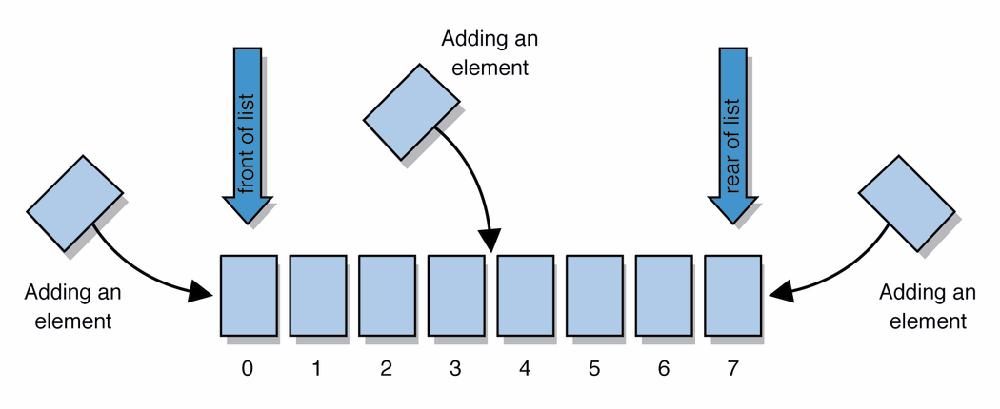 Adding an
element
front of list
rear of list
Adding an
element
Adding an
element
0 1 2 3 4 5 6 7